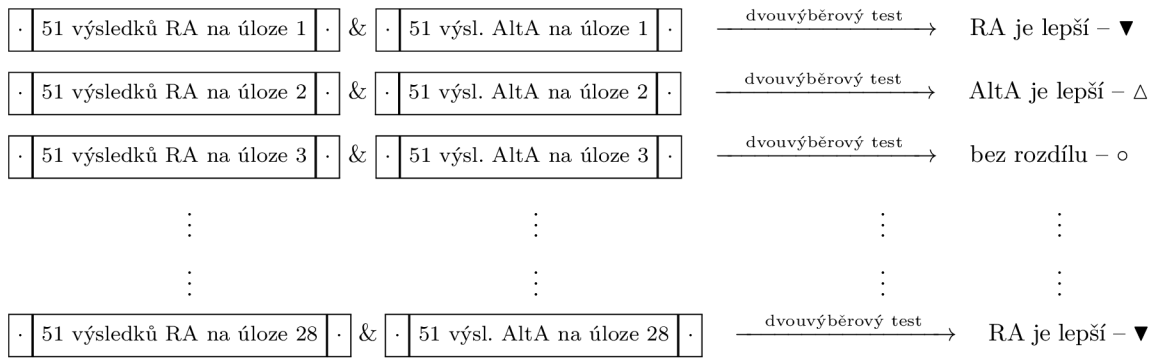 · 51 výsledků RA na úloze 1 · & · 51 výsl. AltA na úloze 1 · dvouvýběrový test → RA je lepší – ▼
· 51 výsledků RA na úloze 2 · & · 51 výsl. AltA na úloze 2 · dvouvýběrový test → AltA je lepší – △
· 51 výsledků RA na úloze 3 · & · 51 výsl. AltA na úloze 3 · dvouvýběrový test → bez rozdílu – ○
⋮ ⋮ ⋮ ⋮
⋮ ⋮ ⋮ ⋮
· 51 výsledků RA na úloze 28 · & · 51 výsl. AltA na úloze 28 · dvouvýběrový test → RA je lepší – ▼